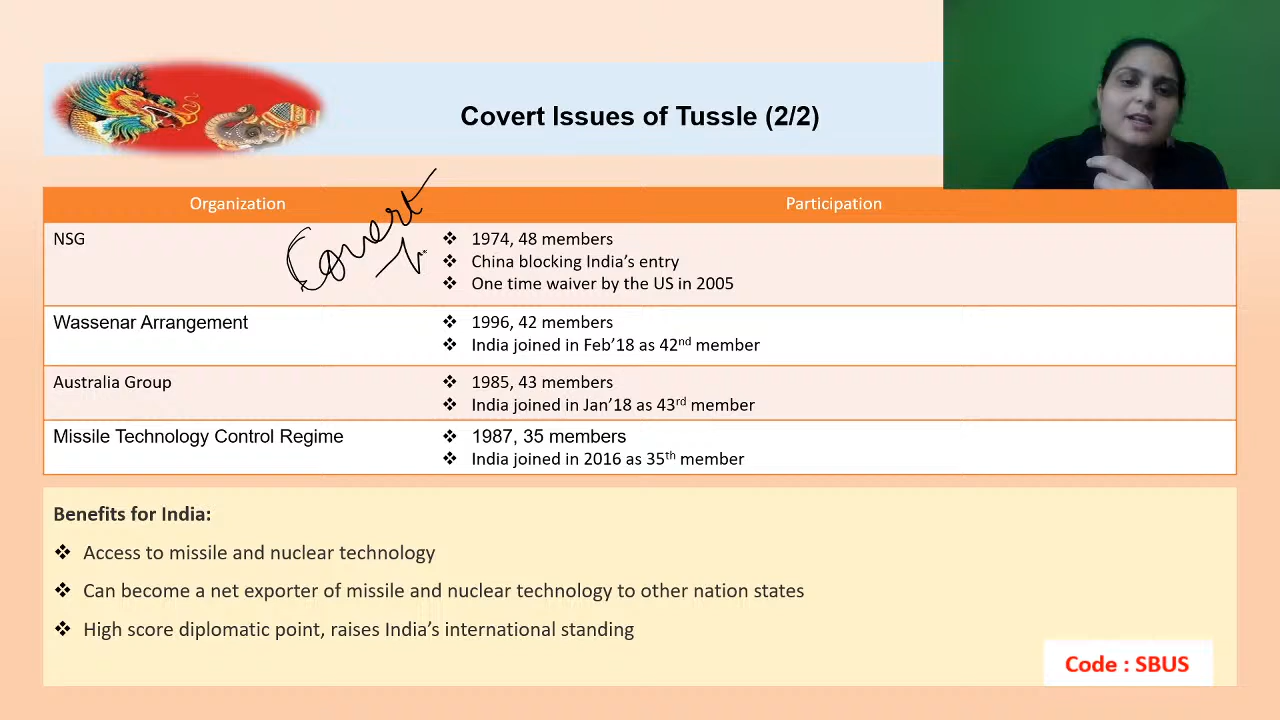 Covert Issues of Tussle (2/2)
Organization Participation
Covert
NSG
❖ 1974, 48 members
❖ China blocking India’s entry
❖ One time waiver by the US in 2005
Wassenar Arrangement
❖ 1996, 42 members
❖ India joined in Feb’18 as 42nd member
Australia Group
❖ 1985, 43 members
❖ India joined in Jan’18 as 43rd member
Missile Technology Control Regime
❖ 1987, 35 members
❖ India joined in 2016 as 35th member
Benefits for India:
❖ Access to missile and nuclear technology
❖ Can become a net exporter of missile and nuclear technology to other nation states
❖ High score diplomatic point, raises India’s international standing
Code : SBUS